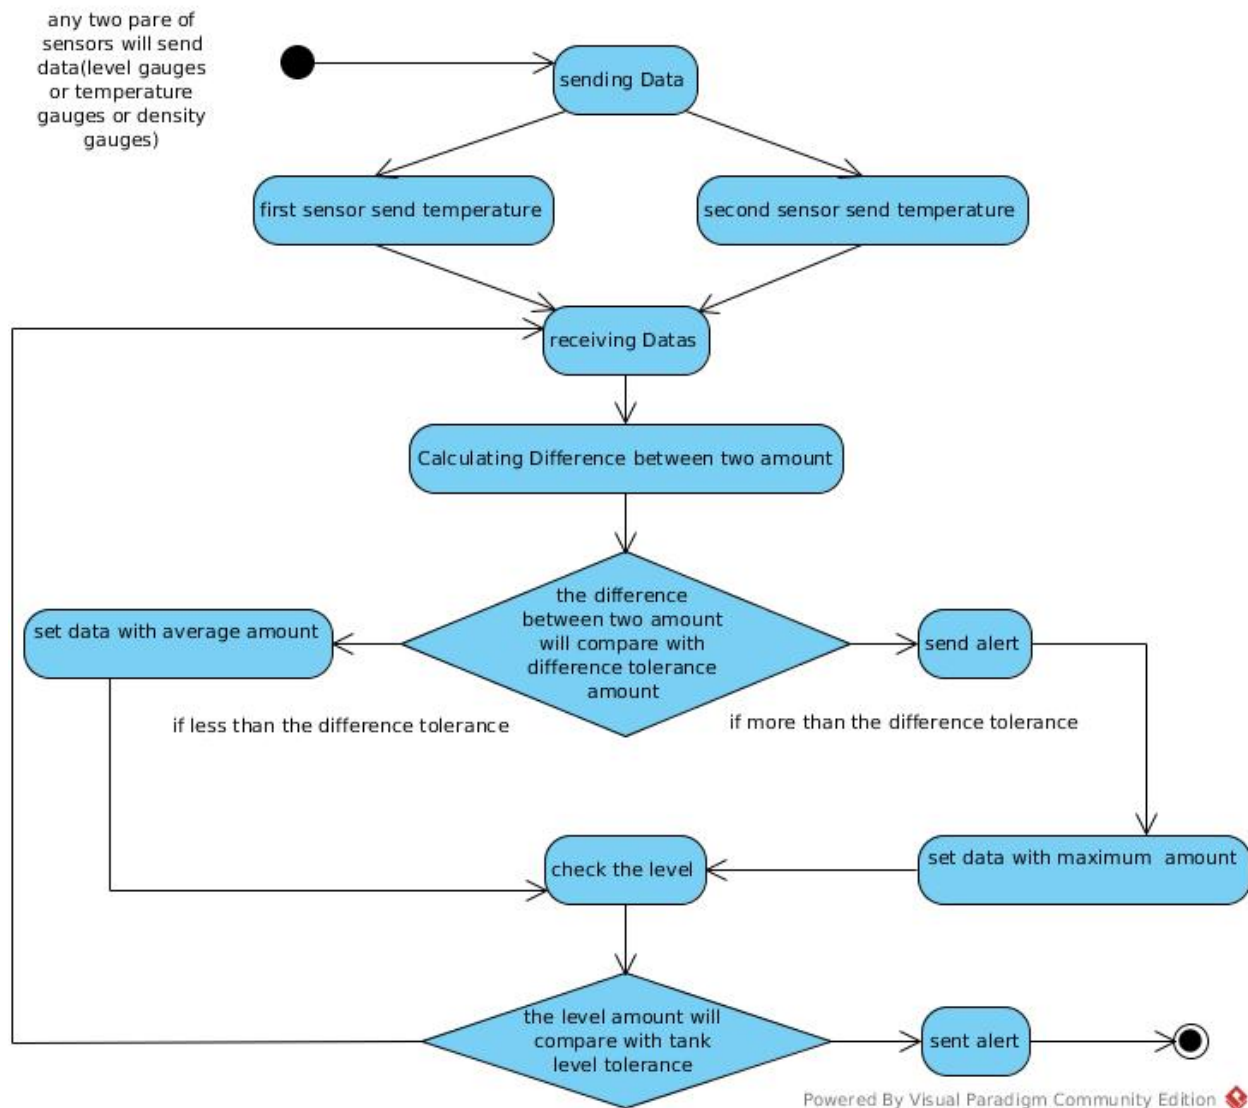 any two pare of
sensors will send
data(level gauges
or temperature
gauges or density
gauges)
sending Data
first sensor send temperature
second sensor send temperature
receiving Datas
Calculating Difference between two amount
the difference
between two amount
will compare with
difference tolerance
amount
set data with average amount
send alert
if less than the difference tolerance
if more than the difference tolerance
check the level
set data with maximum  amount
the level amount will
compare with tank
level tolerance
sent alert
Powered By Visual Paradigm Community Edition